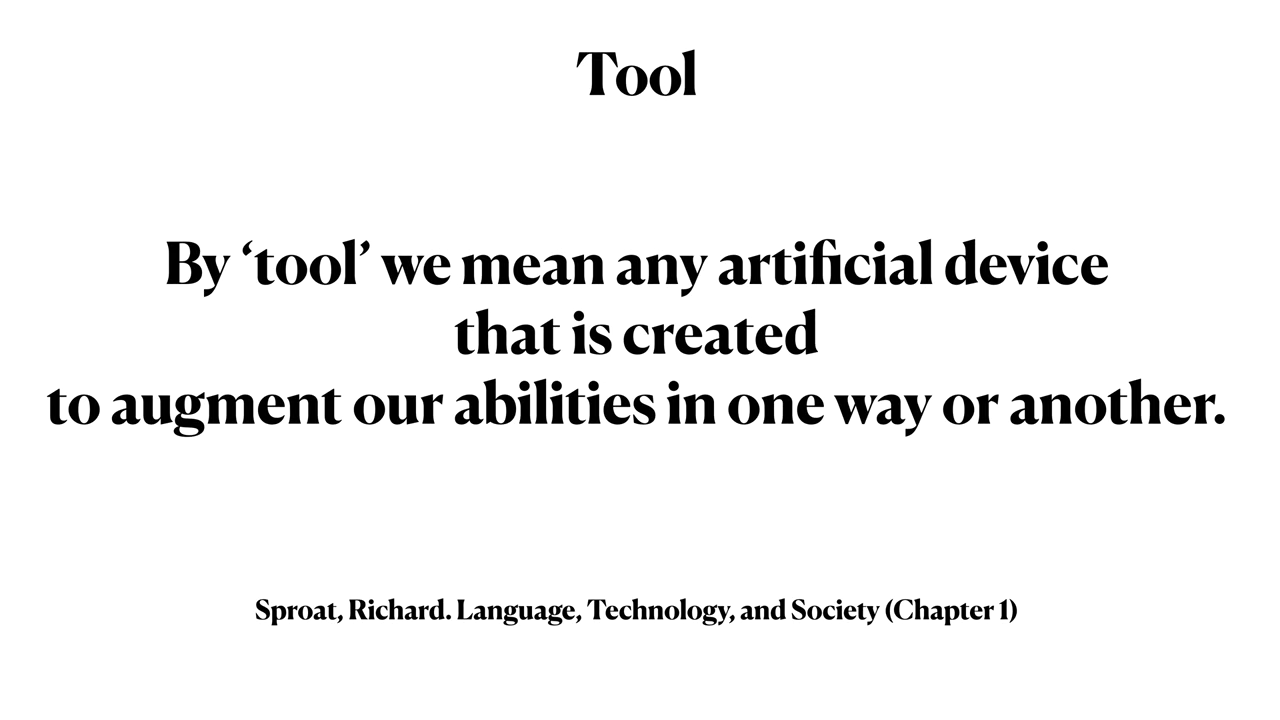 Tool
By ‘tool’ we mean any artificial device
that is created
to augment our abilities in one way or another.
Sproat, Richard. Language, Technology, and Society (Chapter 1)